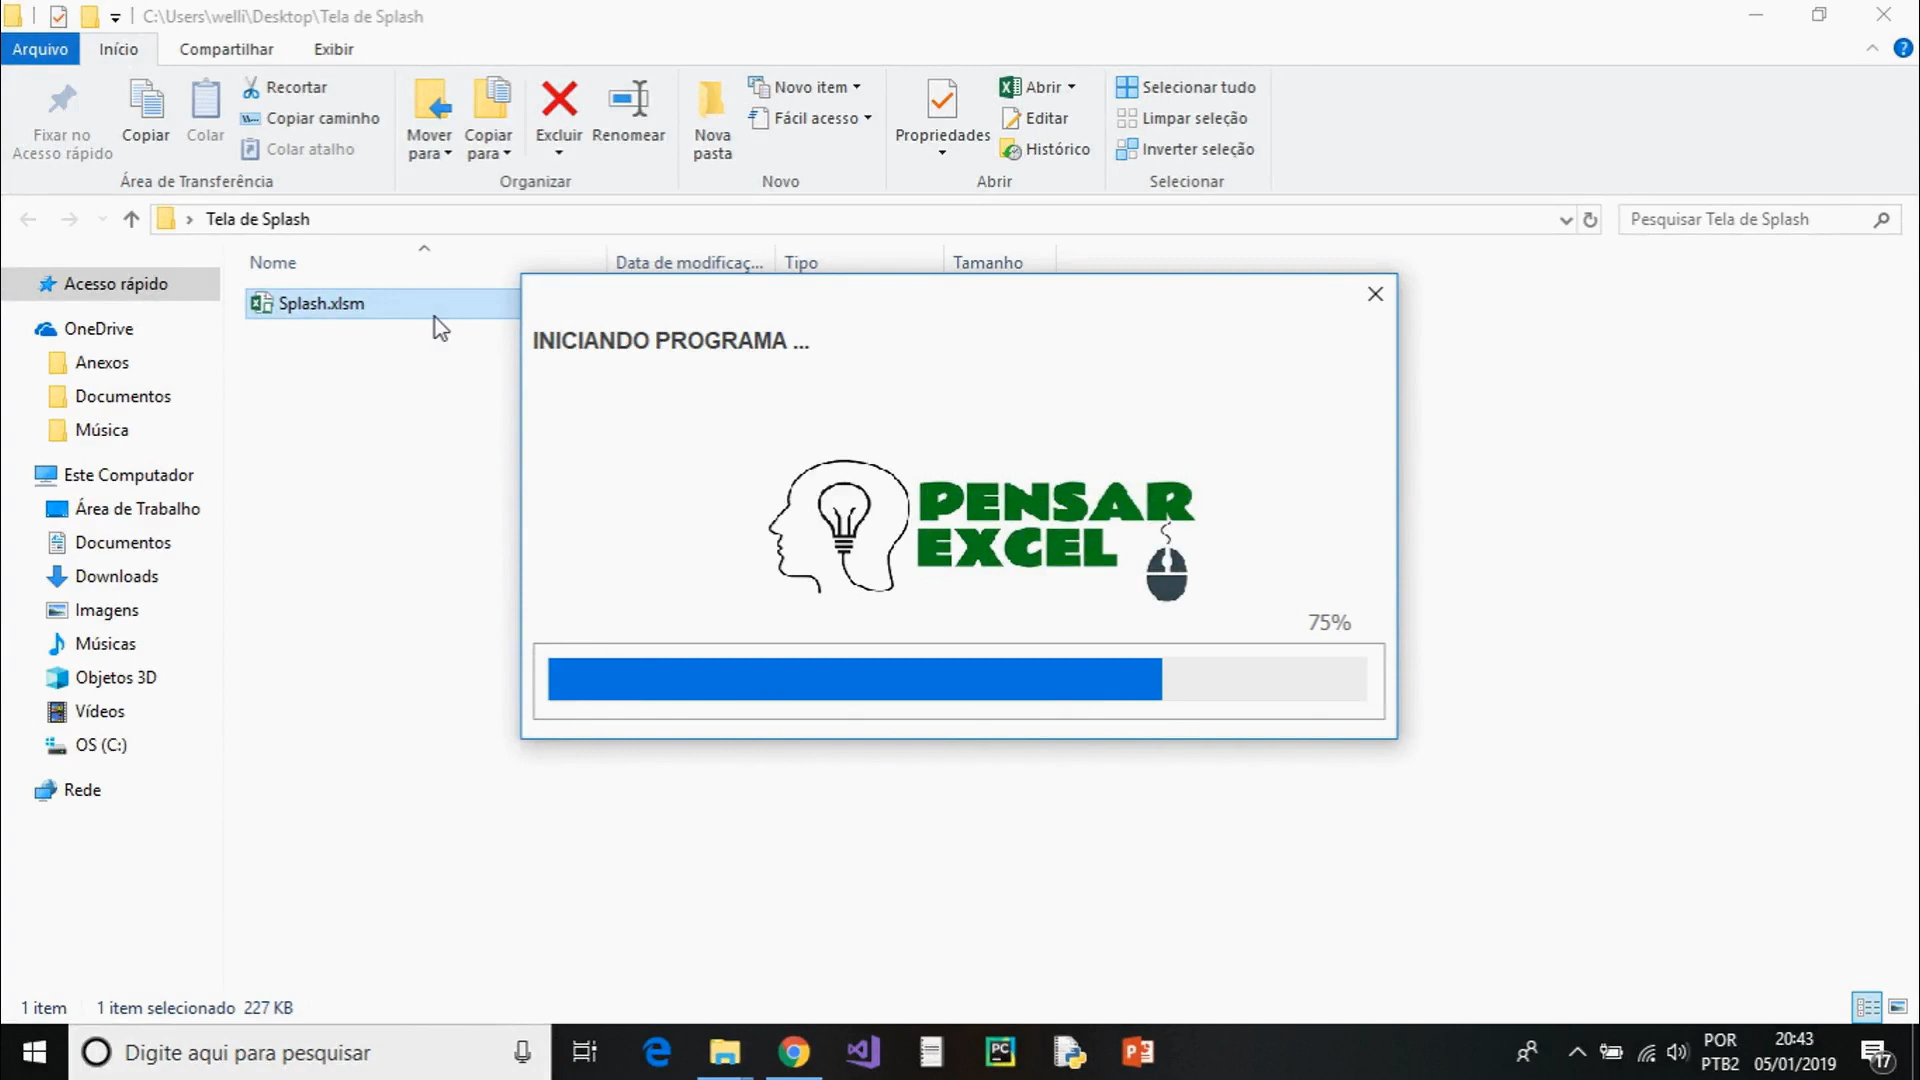 C:\Users\welli\Desktop\Tela de Splash
Arquivo Início Compartilhar Exibir
Fixar no Acesso rápido
Copiar
Colar
Recortar
Copiar caminho
Colar atalho
Área de Transferência
Mover para
Copiar para
Excluir
Renomear
Organizar
Nova pasta
Novo item
Fácil acesso
Novo
Propriedades
Abrir
Editar
Histórico
Abrir
Selecionar tudo
Limpar seleção
Inverter seleção
Selecionar
Tela de Splash
Pesquisar Tela de Splash
Nome Data de modificaç... Tipo Tamanho
Splash.xlsm
Acesso rápido
OneDrive
Anexos
Documentos
Música
Este Computador
Área de Trabalho
Documentos
Downloads
Imagens
Músicas
Objetos 3D
Vídeos
OS (C:)
Rede
INICIANDO PROGRAMA ...
PENSAR
EXCEL
75%
1 item 1 item selecionado 227 KB
Digite aqui para pesquisar
PC
POR
PTB2
20:43
05/01/2019
17